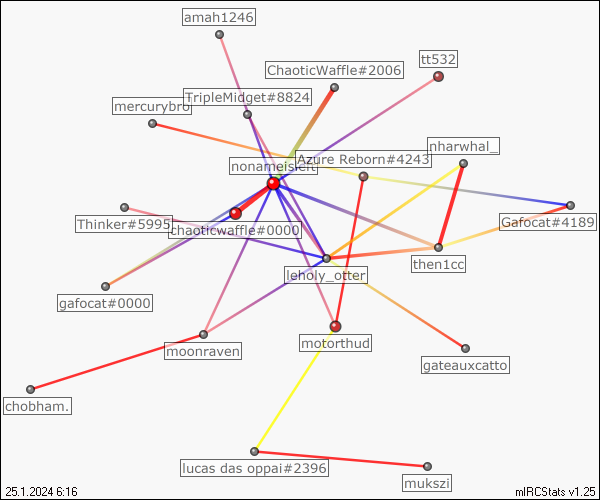 amah1246
tt532
ChaoticWaffle#2006
TripleMidget#8824
mercurybro
nharwhal_
Azure Reborn#4243
Thinker#5995
chaoticwaffle#0000
Gafocat#4189
then1cc
leholy_otter
gafocat#0000
motorthud
moonraven
gateauxcatto
chobham.
lucas das oppai#2396
mukszi
25.1.2024 6:16
mIRCStats v1.25